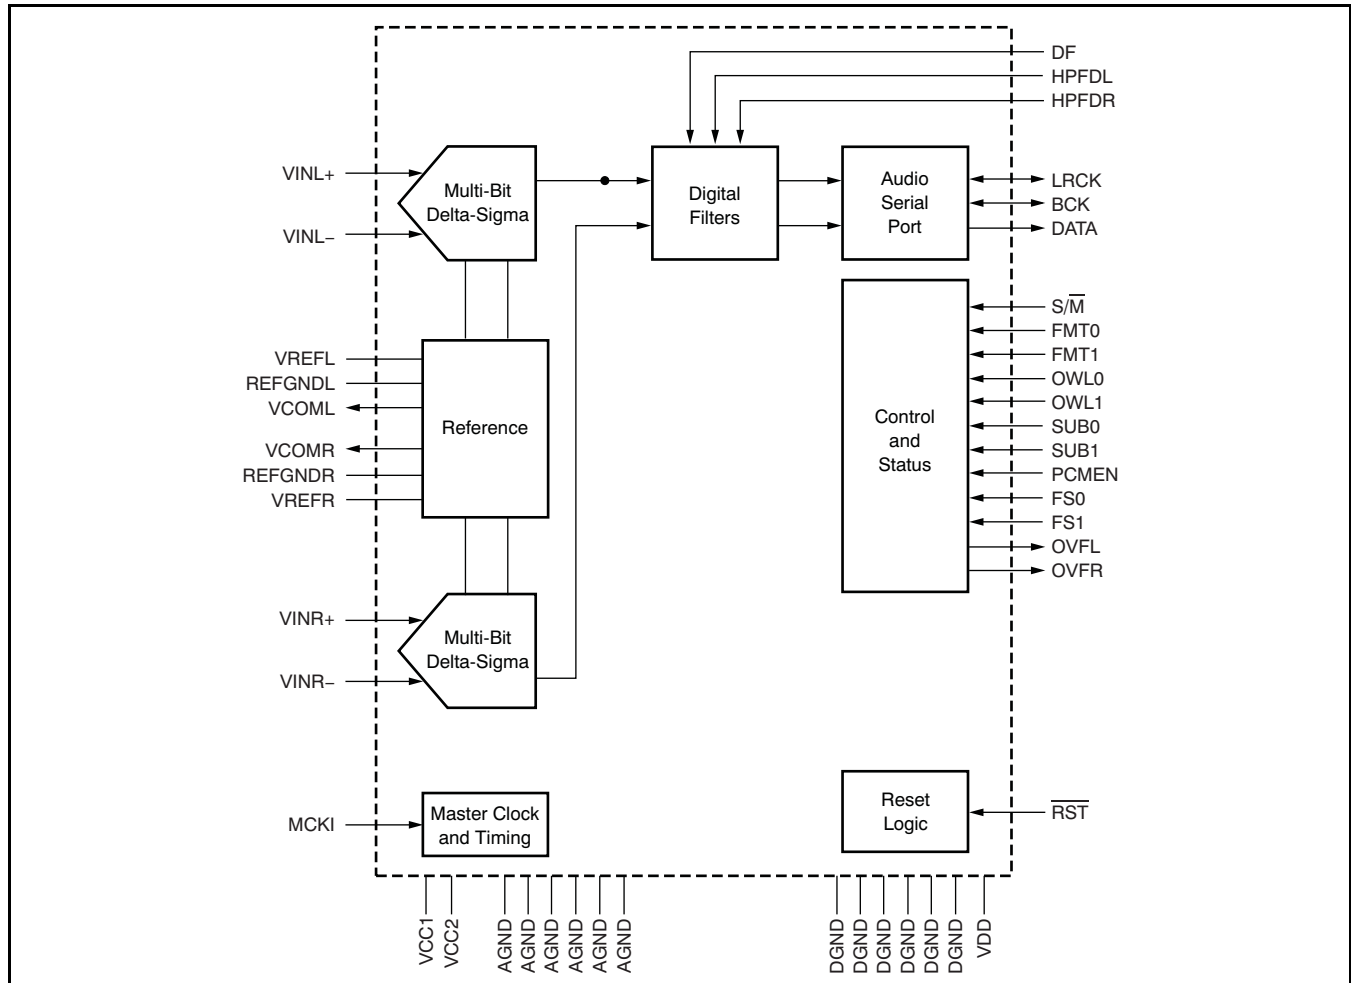 DF
HPFDL
HPFDR
VINL+
VINL−
Multi-Bit
Delta-Sigma
Digital
Filters
Audio
Serial
Port
LRCK
BCK
DATA
VREFL
REFGNDL
VCOML
VCOMR
REFGNDR
VREFR
Reference
Control
and
Status
S/M̅
FMT0
FMT1
OWL0
OWL1
SUB0
SUB1
PCMEN
FS0
FS1
OVFL
OVFR
VINR+
VINR−
Multi-Bit
Delta-Sigma
MCKI
Master Clock
and Timing
Reset
Logic
R̅S̅T̅
VCC1
VCC2
AGND
AGND
AGND
AGND
AGND
AGND
DGND
DGND
DGND
DGND
DGND
DGND
VDD